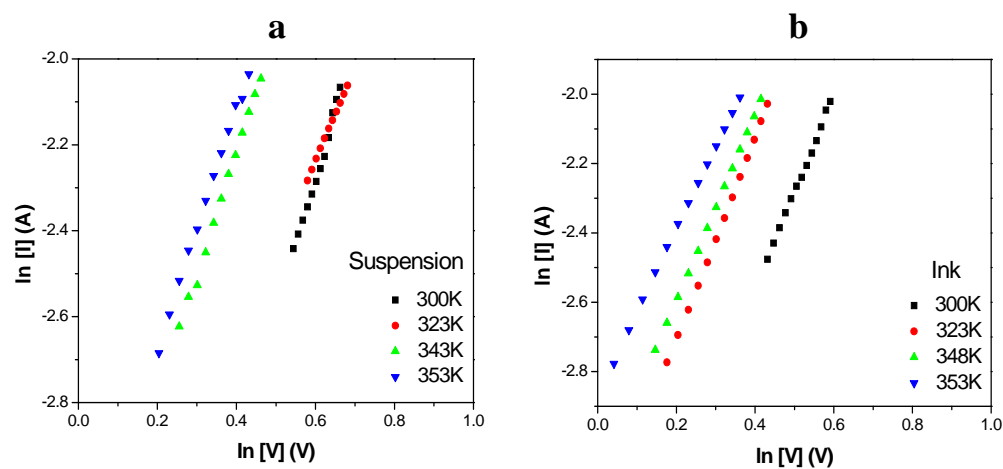 a
-2.0
-2.2
-2.4
-2.6
-2.8
0.0 0.2 0.4 0.6 0.8 1.0
ln [I] (A)
ln [V] (V)
Suspension
300K
323K
343K
353K
b
-2.0
-2.2
-2.4
-2.6
-2.8
0.0 0.2 0.4 0.6 0.8 1.0
ln [I] (A)
ln [V] (V)
Ink
300K
323K
348K
353K